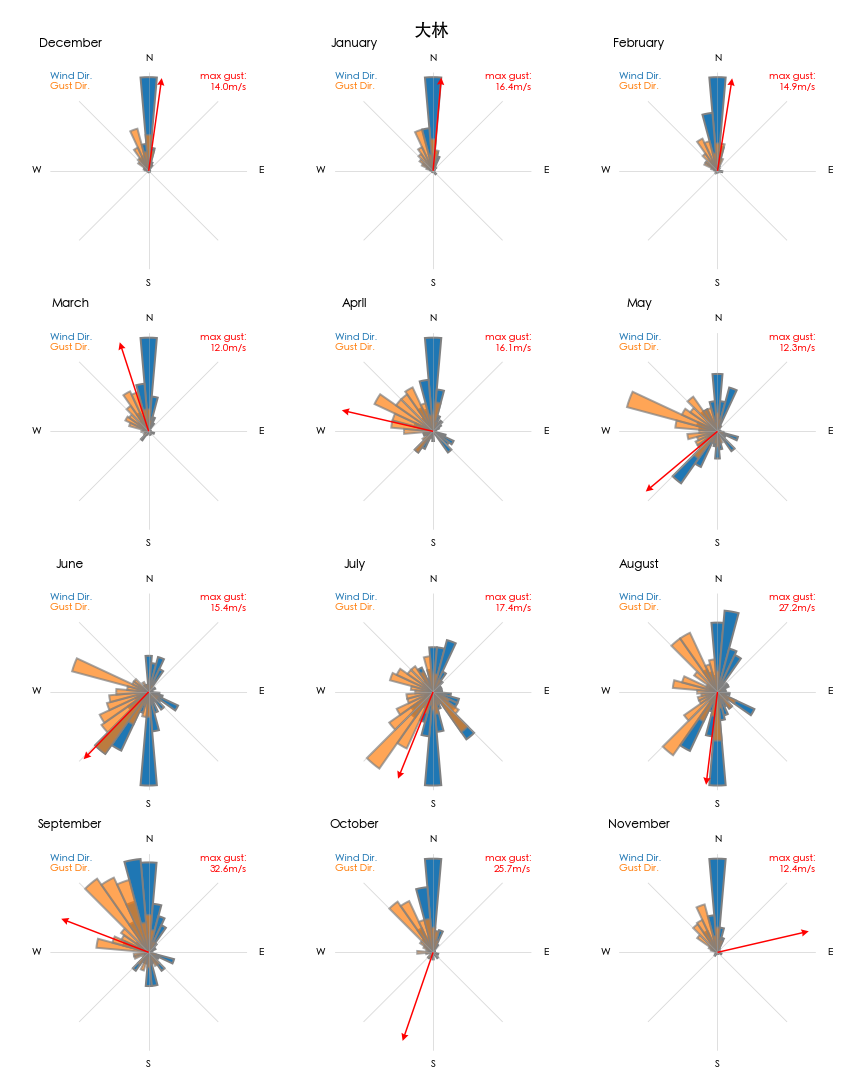 大林
December
N
Wind Dir.
Gust Dir.
max gust:
14.0m/s
W
E
S
January
N
Wind Dir.
Gust Dir.
max gust:
16.4m/s
W
E
S
February
N
Wind Dir.
Gust Dir.
max gust:
14.9m/s
W
E
S
March
N
Wind Dir.
Gust Dir.
max gust:
12.0m/s
W
E
S
April
N
Wind Dir.
Gust Dir.
max gust:
16.1m/s
W
E
S
May
N
Wind Dir.
Gust Dir.
max gust:
12.3m/s
W
E
S
June
N
Wind Dir.
Gust Dir.
max gust:
15.4m/s
W
E
S
July
N
Wind Dir.
Gust Dir.
max gust:
17.4m/s
W
E
S
August
N
Wind Dir.
Gust Dir.
max gust:
27.2m/s
W
E
S
September
N
Wind Dir.
Gust Dir.
max gust:
32.6m/s
W
E
S
October
N
Wind Dir.
Gust Dir.
max gust:
25.7m/s
W
E
S
November
N
Wind Dir.
Gust Dir.
max gust:
12.4m/s
W
E
S